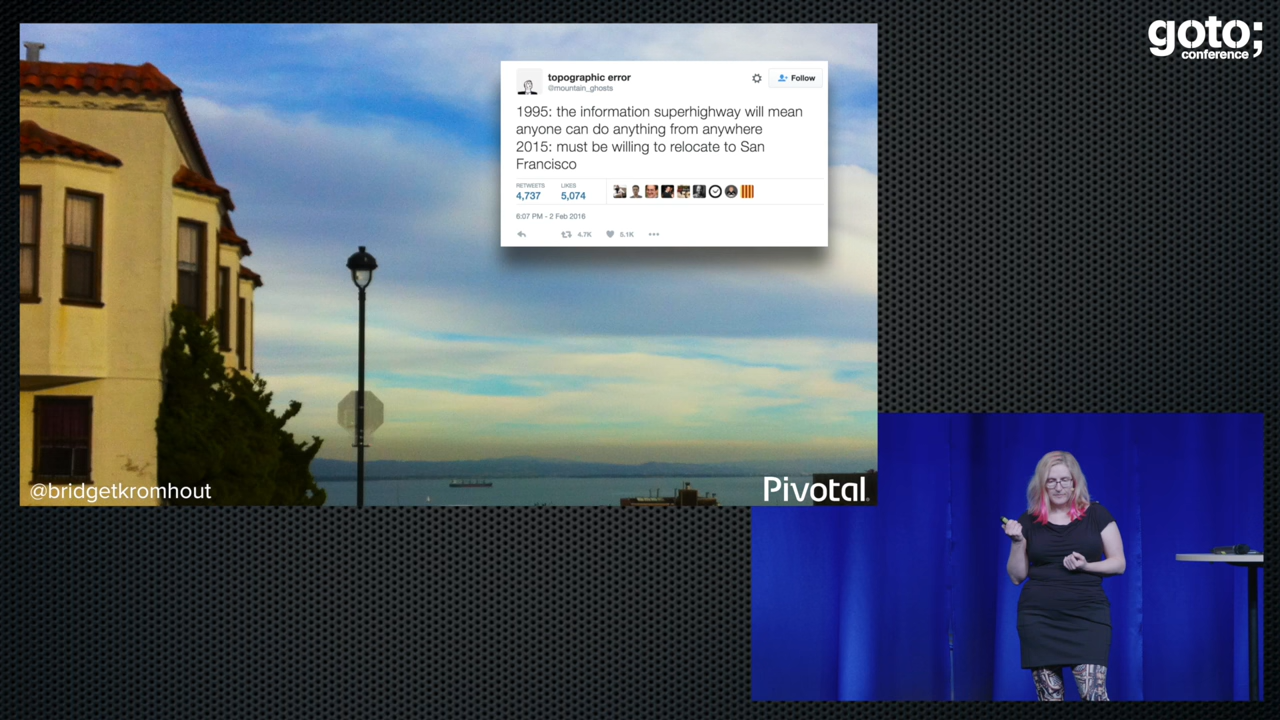 goto;
conference
topographic error
@mountain_ghosts
Follow
1995: the information superhighway will mean
anyone can do anything from anywhere
2015: must be willing to relocate to San
Francisco
RETWEETS
LIKES
4,737
5,074
6:07 PM - 2 Feb 2016
4.7K
5.1K
@bridgetkromhout
Pivotal